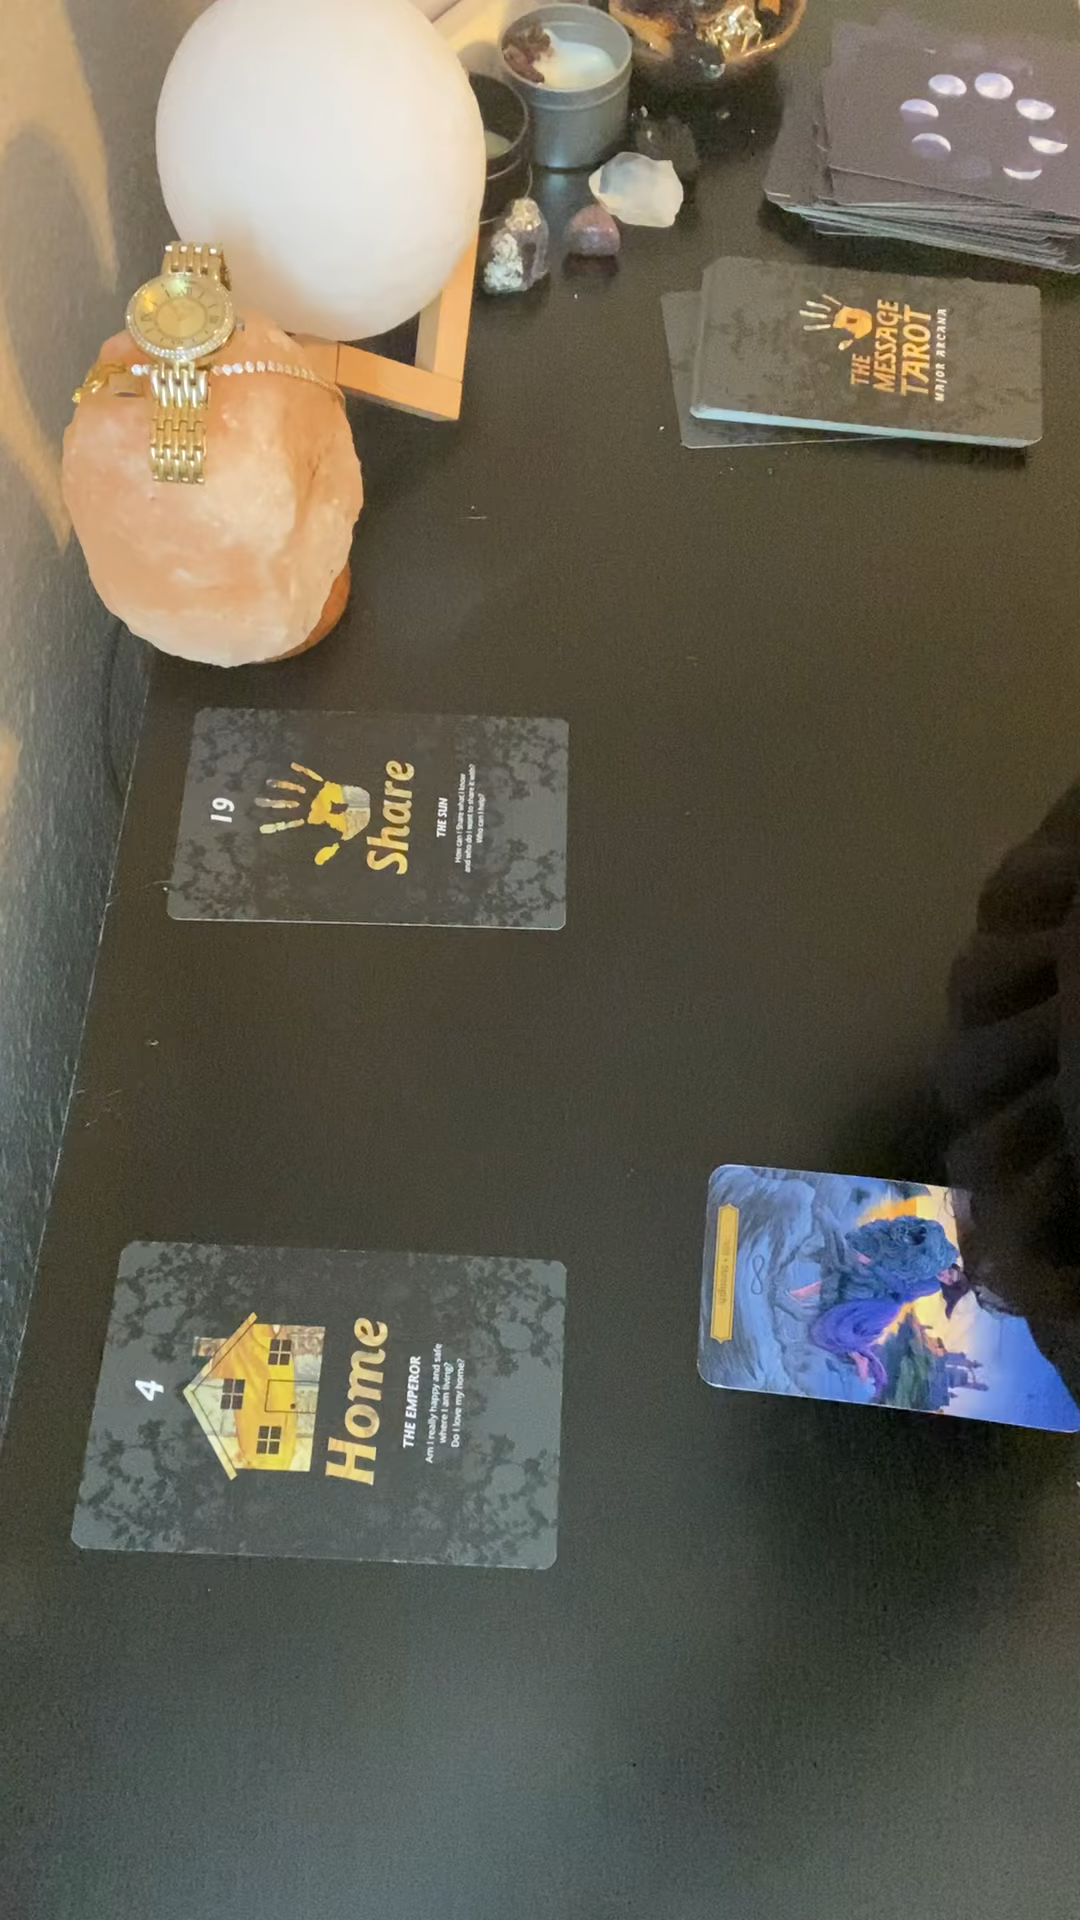 THE
MESSAGE
TAROT
MAJOR ARCANA
19
Share
THE SUN
How can I Share what I know
and who do I want to share it with?
Who can I help?
4
Home
THE EMPEROR
Am I really happy and safe
where I am living?
Do I love my home?
Strength